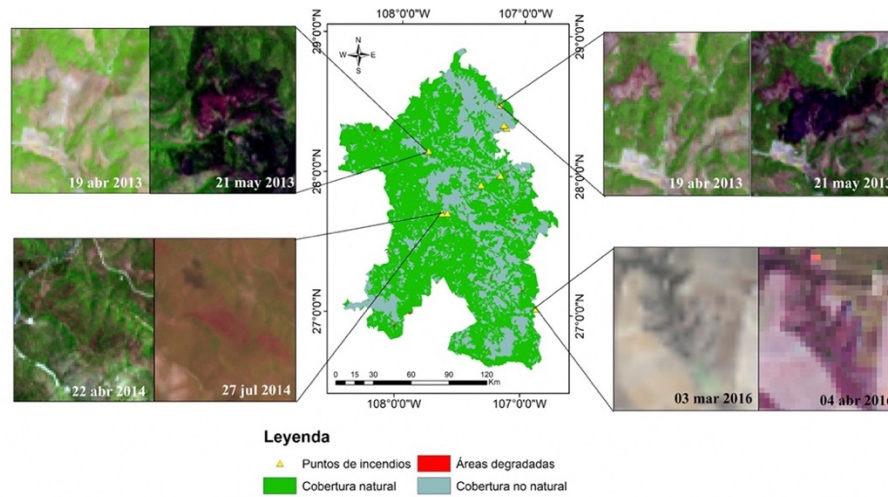 108°0'0"W 107°0'0"W
29°0'0"N
28°0'0"N
27°0'0"N
29°0'0"N
28°0'0"N
27°0'0"N
N
W E
S
19 abr 2013
21 may 2013
19 abr 2013
21 may 2013
22 abr 2014
27 jul 2014
03 mar 2016
04 abr 2016
0 15 30 60 90 120
Km
108°0'0"W 107°0'0"W
Leyenda
Puntos de incendios Áreas degradadas
Cobertura natural Cobertura no natural